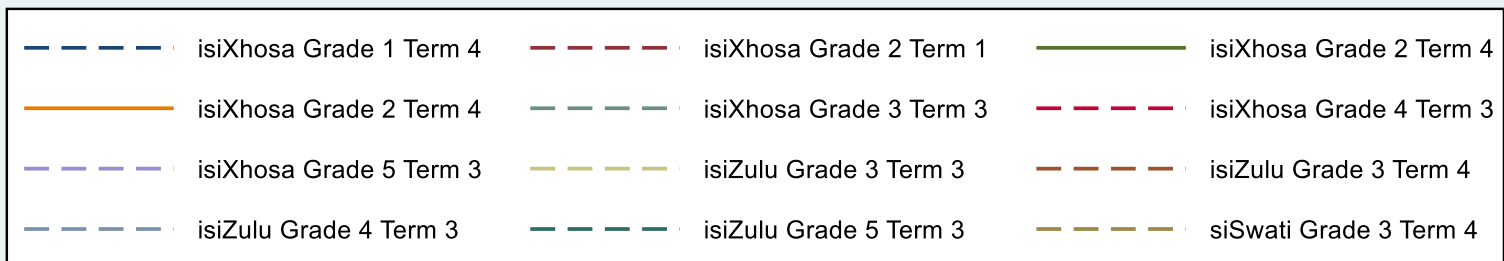 isiXhosa Grade 1 Term 4
isiXhosa Grade 2 Term 1
isiXhosa Grade 2 Term 4
isiXhosa Grade 2 Term 4
isiXhosa Grade 3 Term 3
isiXhosa Grade 4 Term 3
isiXhosa Grade 5 Term 3
isiZulu Grade 3 Term 3
isiZulu Grade 3 Term 4
isiZulu Grade 4 Term 3
isiZulu Grade 5 Term 3
siSwati Grade 3 Term 4